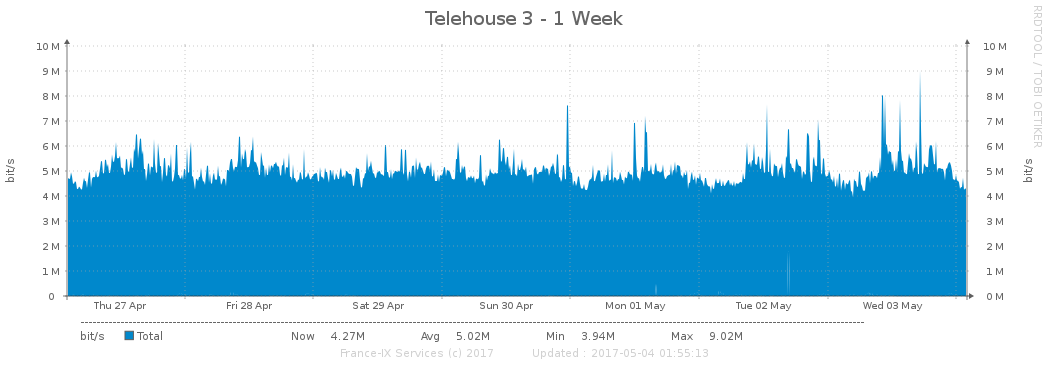 Telehouse 3 - 1 Week
RRDTOOL / TOBI OETIKER
10 M 10 M
9 M 9 M
8 M 8 M
7 M 7 M
6 M 6 M
5 M 5 M
4 M 4 M
3 M 3 M
2 M 2 M
1 M 1 M
0 0 M
bit/s
bit/s
Thu 27 Apr Fri 28 Apr Sat 29 Apr Sun 30 Apr Mon 01 May Tue 02 May Wed 03 May
bit/s Total Now 4.27M Avg 5.02M Min 3.94M Max 9.02M
France-IX Services (c) 2017 Updated : 2017-05-04 01:55:13